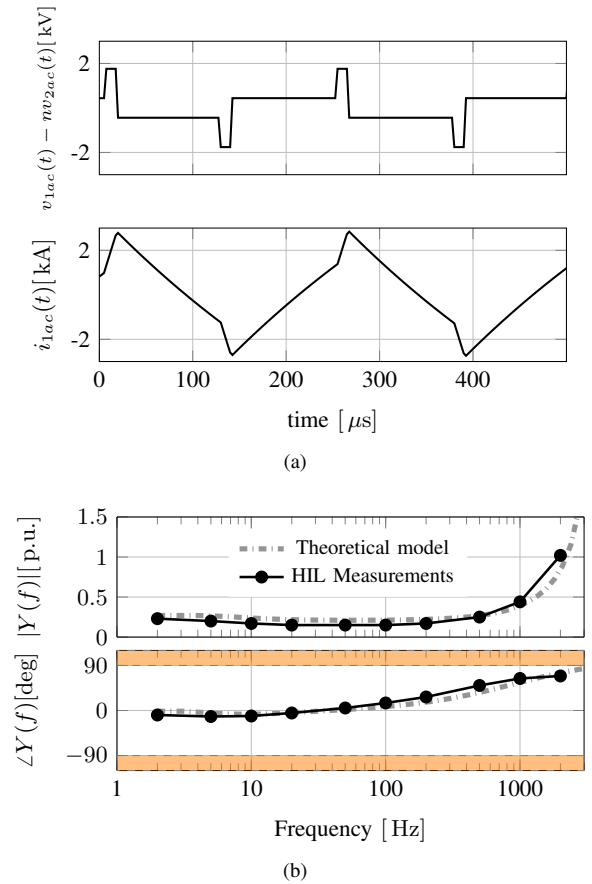 v1ac(t) − nv2ac(t)[kV]
2
-2
i1ac(t)[kA]
2
-2
0 100 200 300 400
time [μs]
(a)
|Y(f)|[p.u.]
1.5
1
0.5
0
Theoretical model
HIL Measurements
∠Y(f)[deg]
90
0
−90
1 10 100 1000
Frequency [Hz]
(b)